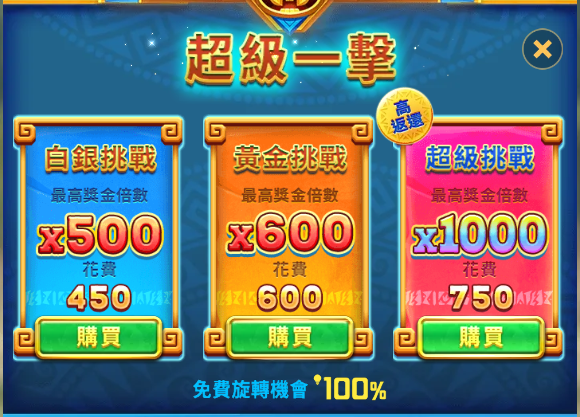 超級一擊
高
返還
白銀挑戰
最高獎金倍數
x500
花費
450
購買
黃金挑戰
最高獎金倍數
x600
花費
600
購買
超級挑戰
最高獎金倍數
x1000
花費
750
購買
免費旋轉機會 100%